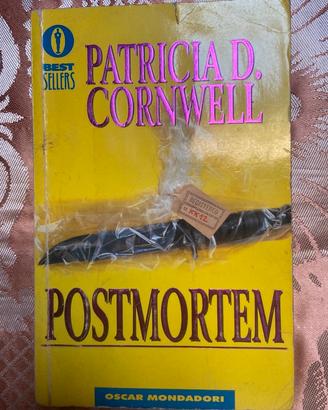 BEST
SELLERS
PATRICIA D.
CORNWELL
POSTMORTEM
OSCAR MONDADORI